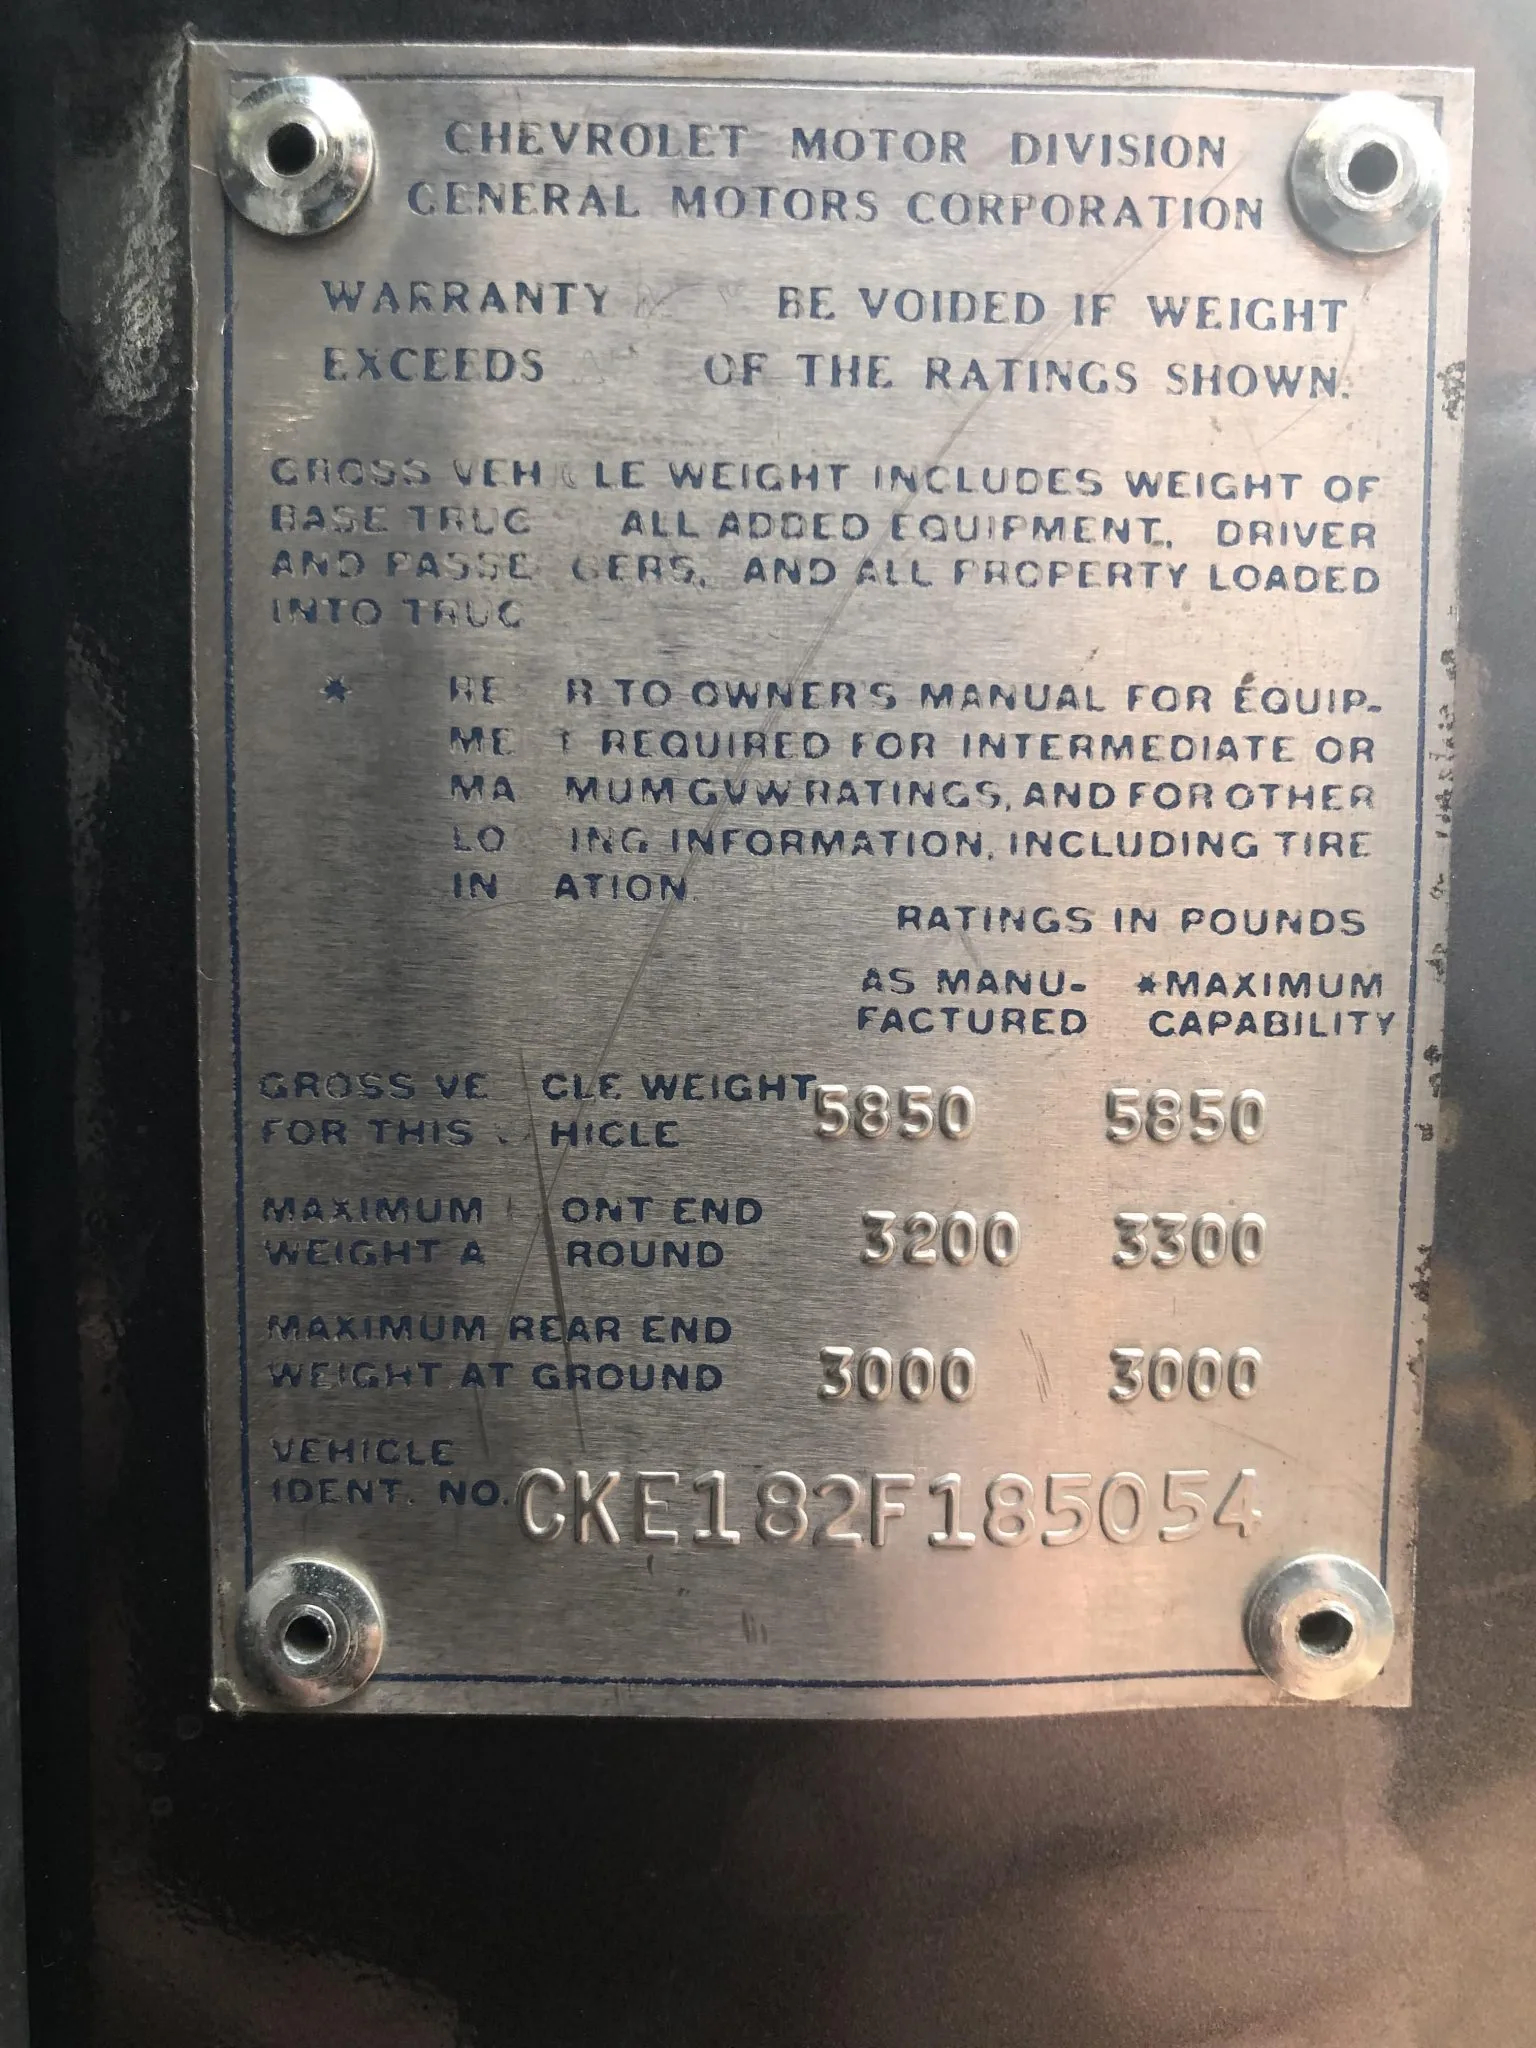 CHEVROLET MOTOR DIVISION
GENERAL MOTORS CORPORATION
WARRANTY BE VOIDED IF WEIGHT
EXCEEDS OF THE RATINGS SHOWN.
GROSS VEH CLE WEIGHT INCLUDES WEIGHT OF
BASE TRUC ALL ADDED EQUIPMENT, DRIVER
AND PASSE GERS, AND ALL PROPERTY LOADED
INTO TRUC
* RE R TO OWNER'S MANUAL FOR EQUIP-
ME T REQUIRED FOR INTERMEDIATE OR
MA MUM GVW RATINGS, AND FOR OTHER
LO ING INFORMATION, INCLUDING TIRE
IN ATION.
RATINGS IN POUNDS
AS MANU- *MAXIMUM
FACTURED CAPABILITY
GROSS VE CLE WEIGHT 5850 5850
FOR THIS HICLE
MAXIMUM ONT END 3200 3300
WEIGHT A ROUND
MAXIMUM REAR END
WEIGHT AT GROUND 3000 3000
VEHICLE
IDENT. NO. CKE182F185054